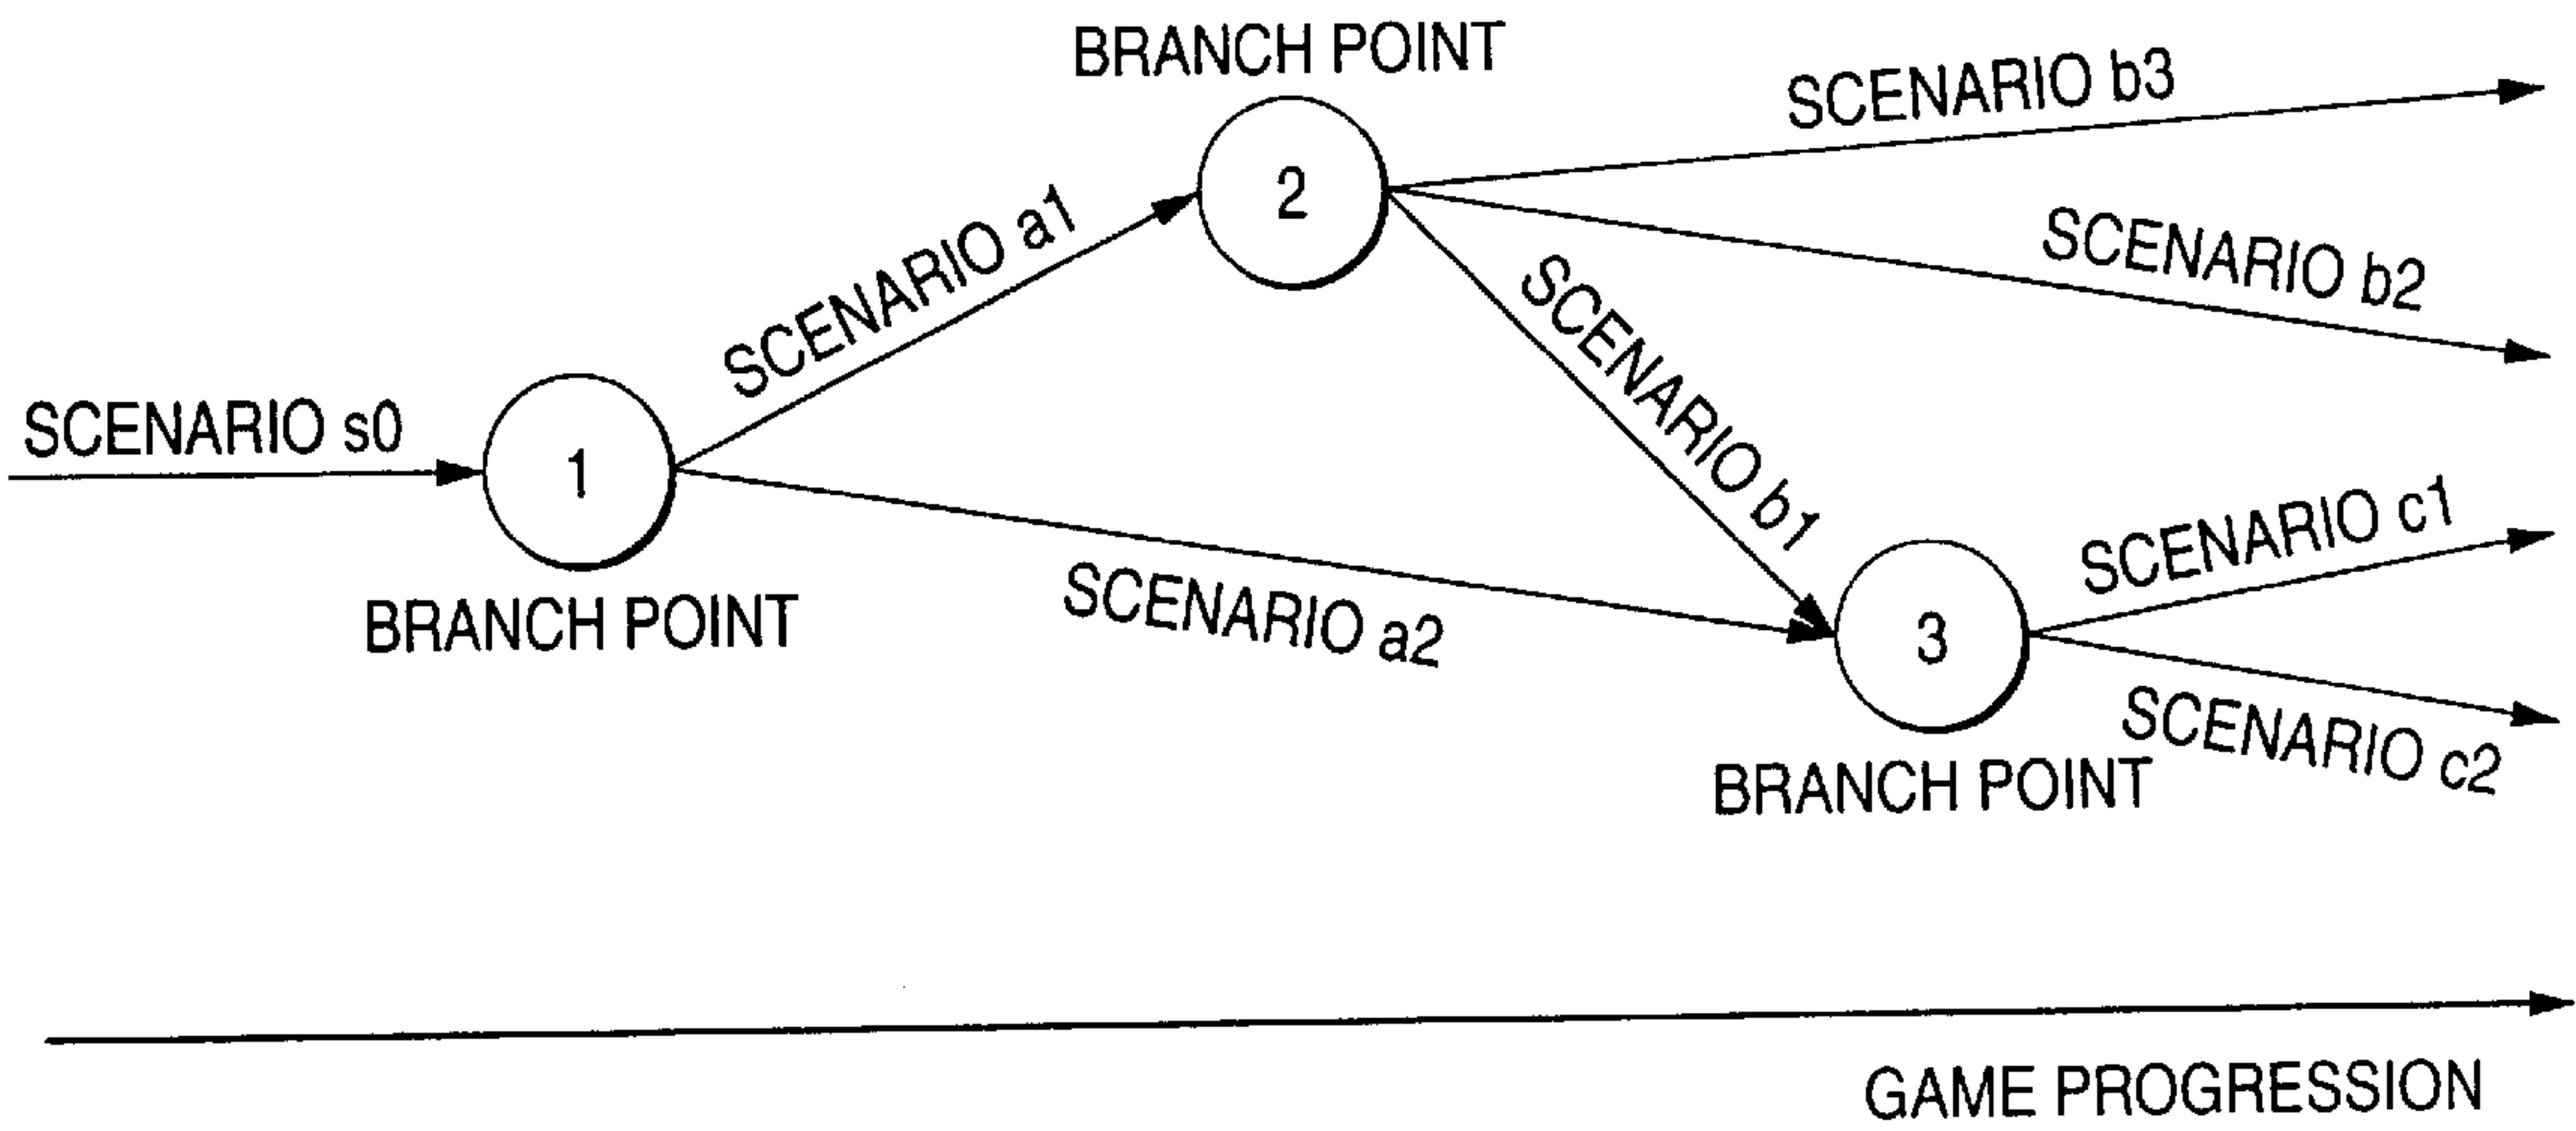 BRANCH POINT
2
SCENARIO b3
SCENARIO b2
SCENARIO a1
SCENARIO b1
SCENARIO s0
1
BRANCH POINT
SCENARIO a2
3
BRANCH POINT
SCENARIO c1
SCENARIO c2
GAME PROGRESSION